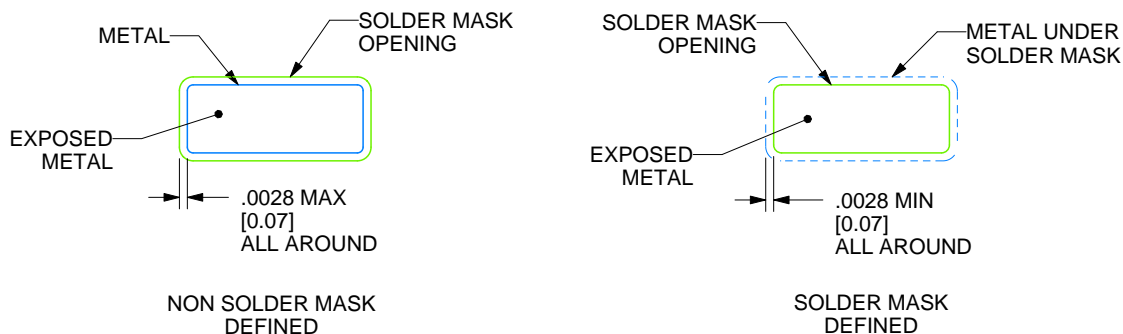 METAL
SOLDER MASK
OPENING
EXPOSED
METAL
.0028 MAX
[0.07]
ALL AROUND
NON SOLDER MASK
DEFINED
SOLDER MASK
OPENING
METAL UNDER
SOLDER MASK
EXPOSED
METAL
.0028 MIN
[0.07]
ALL AROUND
SOLDER MASK
DEFINED